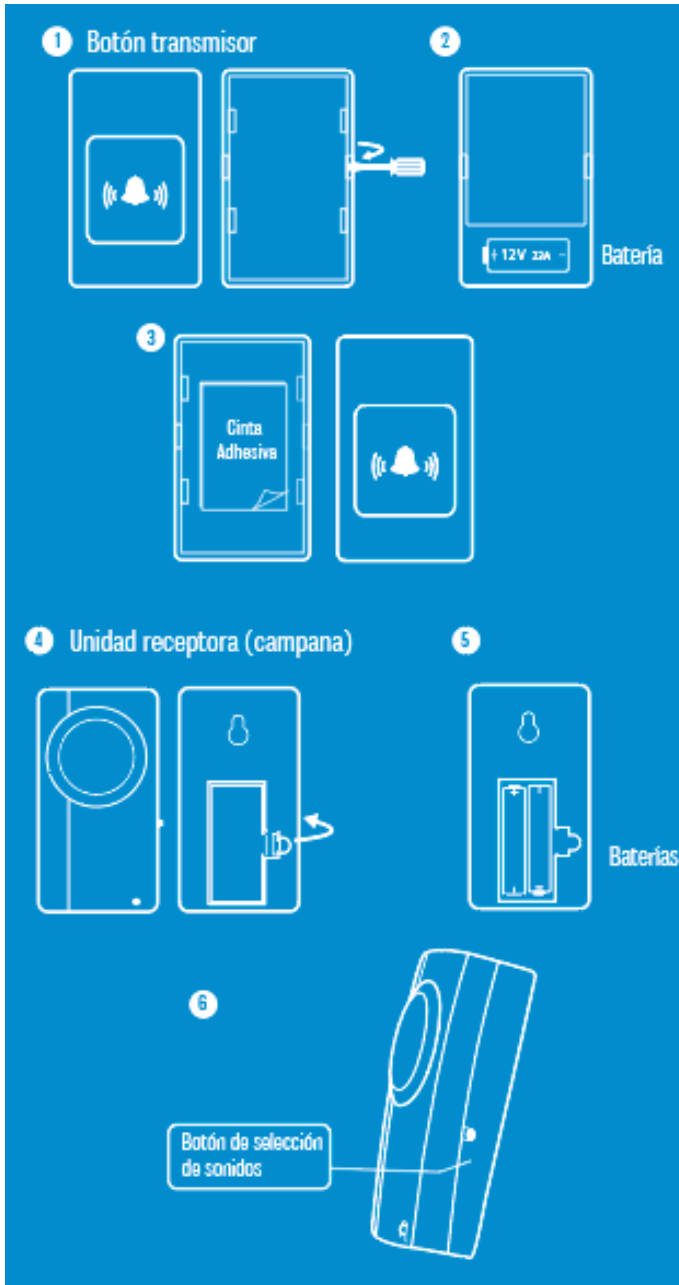 1 Botón transmisor
2
+ 12V 23A -
Batería
3
Cinta
Adhesiva
4 Unidad receptora (campana)
5
Baterías
6
Botón de selección
de sonidos